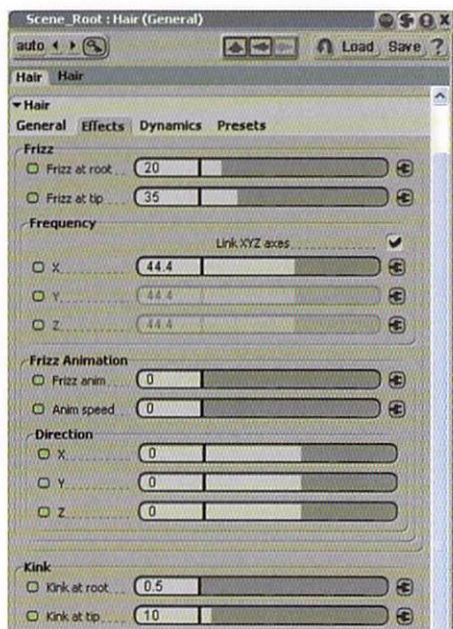 Scene_Root : Hair (General)
auto Load Save ?
Hair Hair
Hair
General Effects Dynamics Presets
Frizz
Frizz at root 20
Frizz at tip 35
Frequency
Link XYZ axes
X 44.4
Y 44.4
Z 44.4
Frizz Animation
Frizz anim 0
Anim speed 0
Direction
X 0
Y 0
Z 0
Kink
Kink at root 0.5
Kink at tip 10